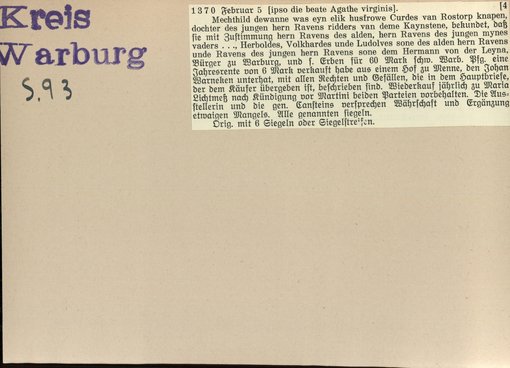 Kreis
Warburg
S. 93
1370 Februar 5 [ipso die beate Agathe virginis]. [4
Mechthild dewanne was eyn elik husfrowe Curdes van Rostorp knapen,
dochter des jungen hern Ravens ridders van deme Kaynstene, bekundet, daß
sie mit Zustimmung hern Ravens des alden, hern Ravens des jungen mynes
vaders . . ., Herboldes, Volkhardes unde Ludolves sone des alden hern Ravens
unde Ravens des jungen hern Ravens sone dem Hermann von der Leyna,
Bürger zu Warburg, und s. Erben für 60 Mark schw. Warb. Pfg. eine
Jahresrente von 6 Mark verkauft habe aus einem Hof zu Menne, den Johan
Warneken unterhat, mit allen Rechten und Gefällen, die in dem Hauptbriefe,
der dem Käufer übergeben ist, beschrieben sind. Wiederkauf jährlich zu Maria
Lichtmeß nach Kündigung vor Martini beiden Parteien vorbehalten. Die Aus-
stellerin und die gen. Cansteins versprechen Währschaft und Ergänzung
etwaigen Mangels. Alle genannten siegeln.
Orig. mit 6 Siegeln oder Siegelstreifen.